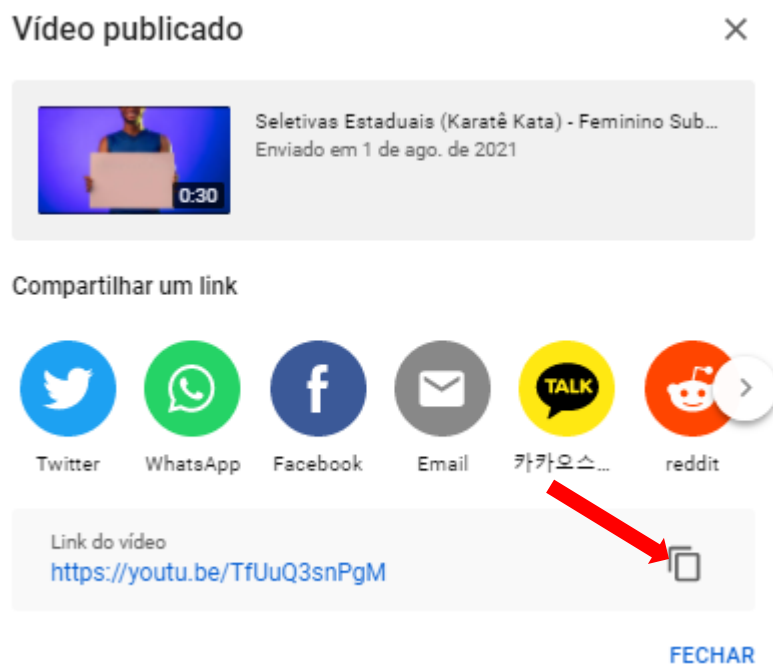 Vídeo publicado
Seletivas Estaduais (Karatê Kata) - Feminino Sub...
Enviado em 1 de ago. de 2021
0:30
Compartilhar um link
f
TALK
Twitter
WhatsApp
Facebook
Email
카카오스...
reddit
Link do vídeo
https://youtu.be/TfUuQ3snPgM
FECHAR